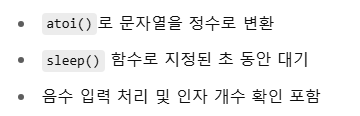 • atoi()로 문자열을 정수로 변환
• sleep() 함수로 지정된 초 동안 대기
• 음수 입력 처리 및 인자 개수 확인 포함